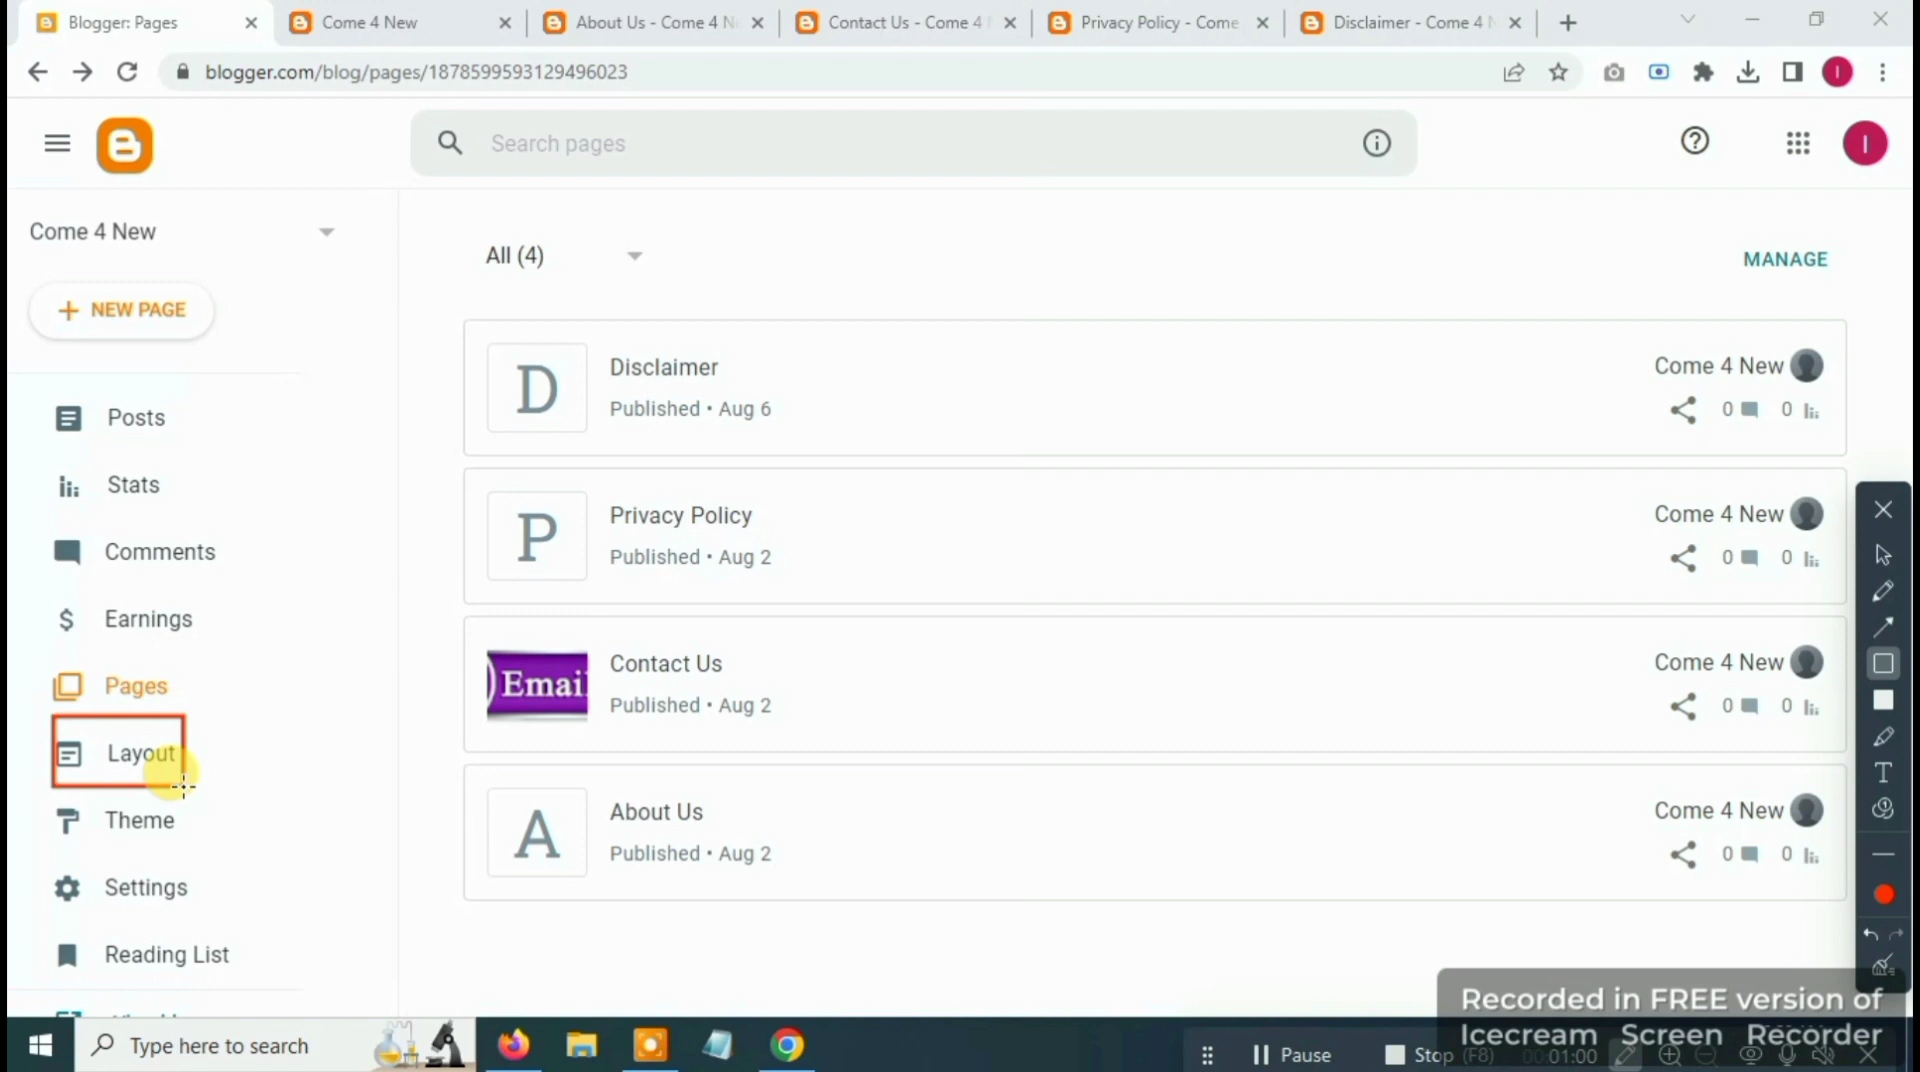 Blogger: Pages
Come 4 New
About Us - Come 4 N
Contact Us - Come 4
Privacy Policy - Come
Disclaimer - Come 4 N
blogger.com/blog/pages/1878599593129496023
I
Search pages
I
Come 4 New
NEW PAGE
Posts
Stats
Comments
Earnings
Pages
Layout
Theme
Settings
Reading List
All (4)
MANAGE
D
Disclaimer
Published • Aug 6
Come 4 New
0 0
P
Privacy Policy
Published • Aug 2
Come 4 New
0 0
Email
Contact Us
Published • Aug 2
Come 4 New
0 0
A
About Us
Published • Aug 2
Come 4 New
0 0
T
Recorded in FREE version of
Icecream Screen Recorder
Type here to search
Pause
Stop (F8)
00:01:00